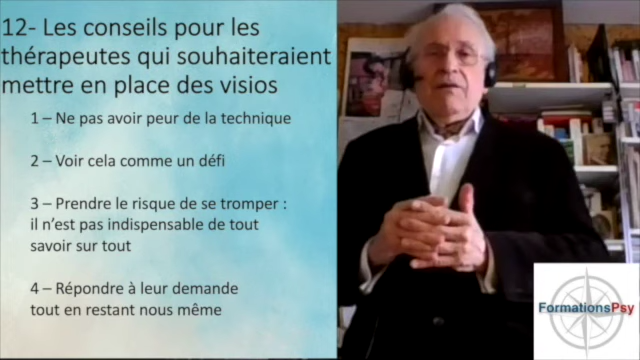 12- Les conseils pour les
thérapeutes qui souhaiteraient
mettre en place des visios
1 – Ne pas avoir peur de la technique
2 – Voir cela comme un défi
3 – Prendre le risque de se tromper :
il n’est pas indispensable de tout
savoir sur tout
4 – Répondre à leur demande
tout en restant nous même
FormationsPsy